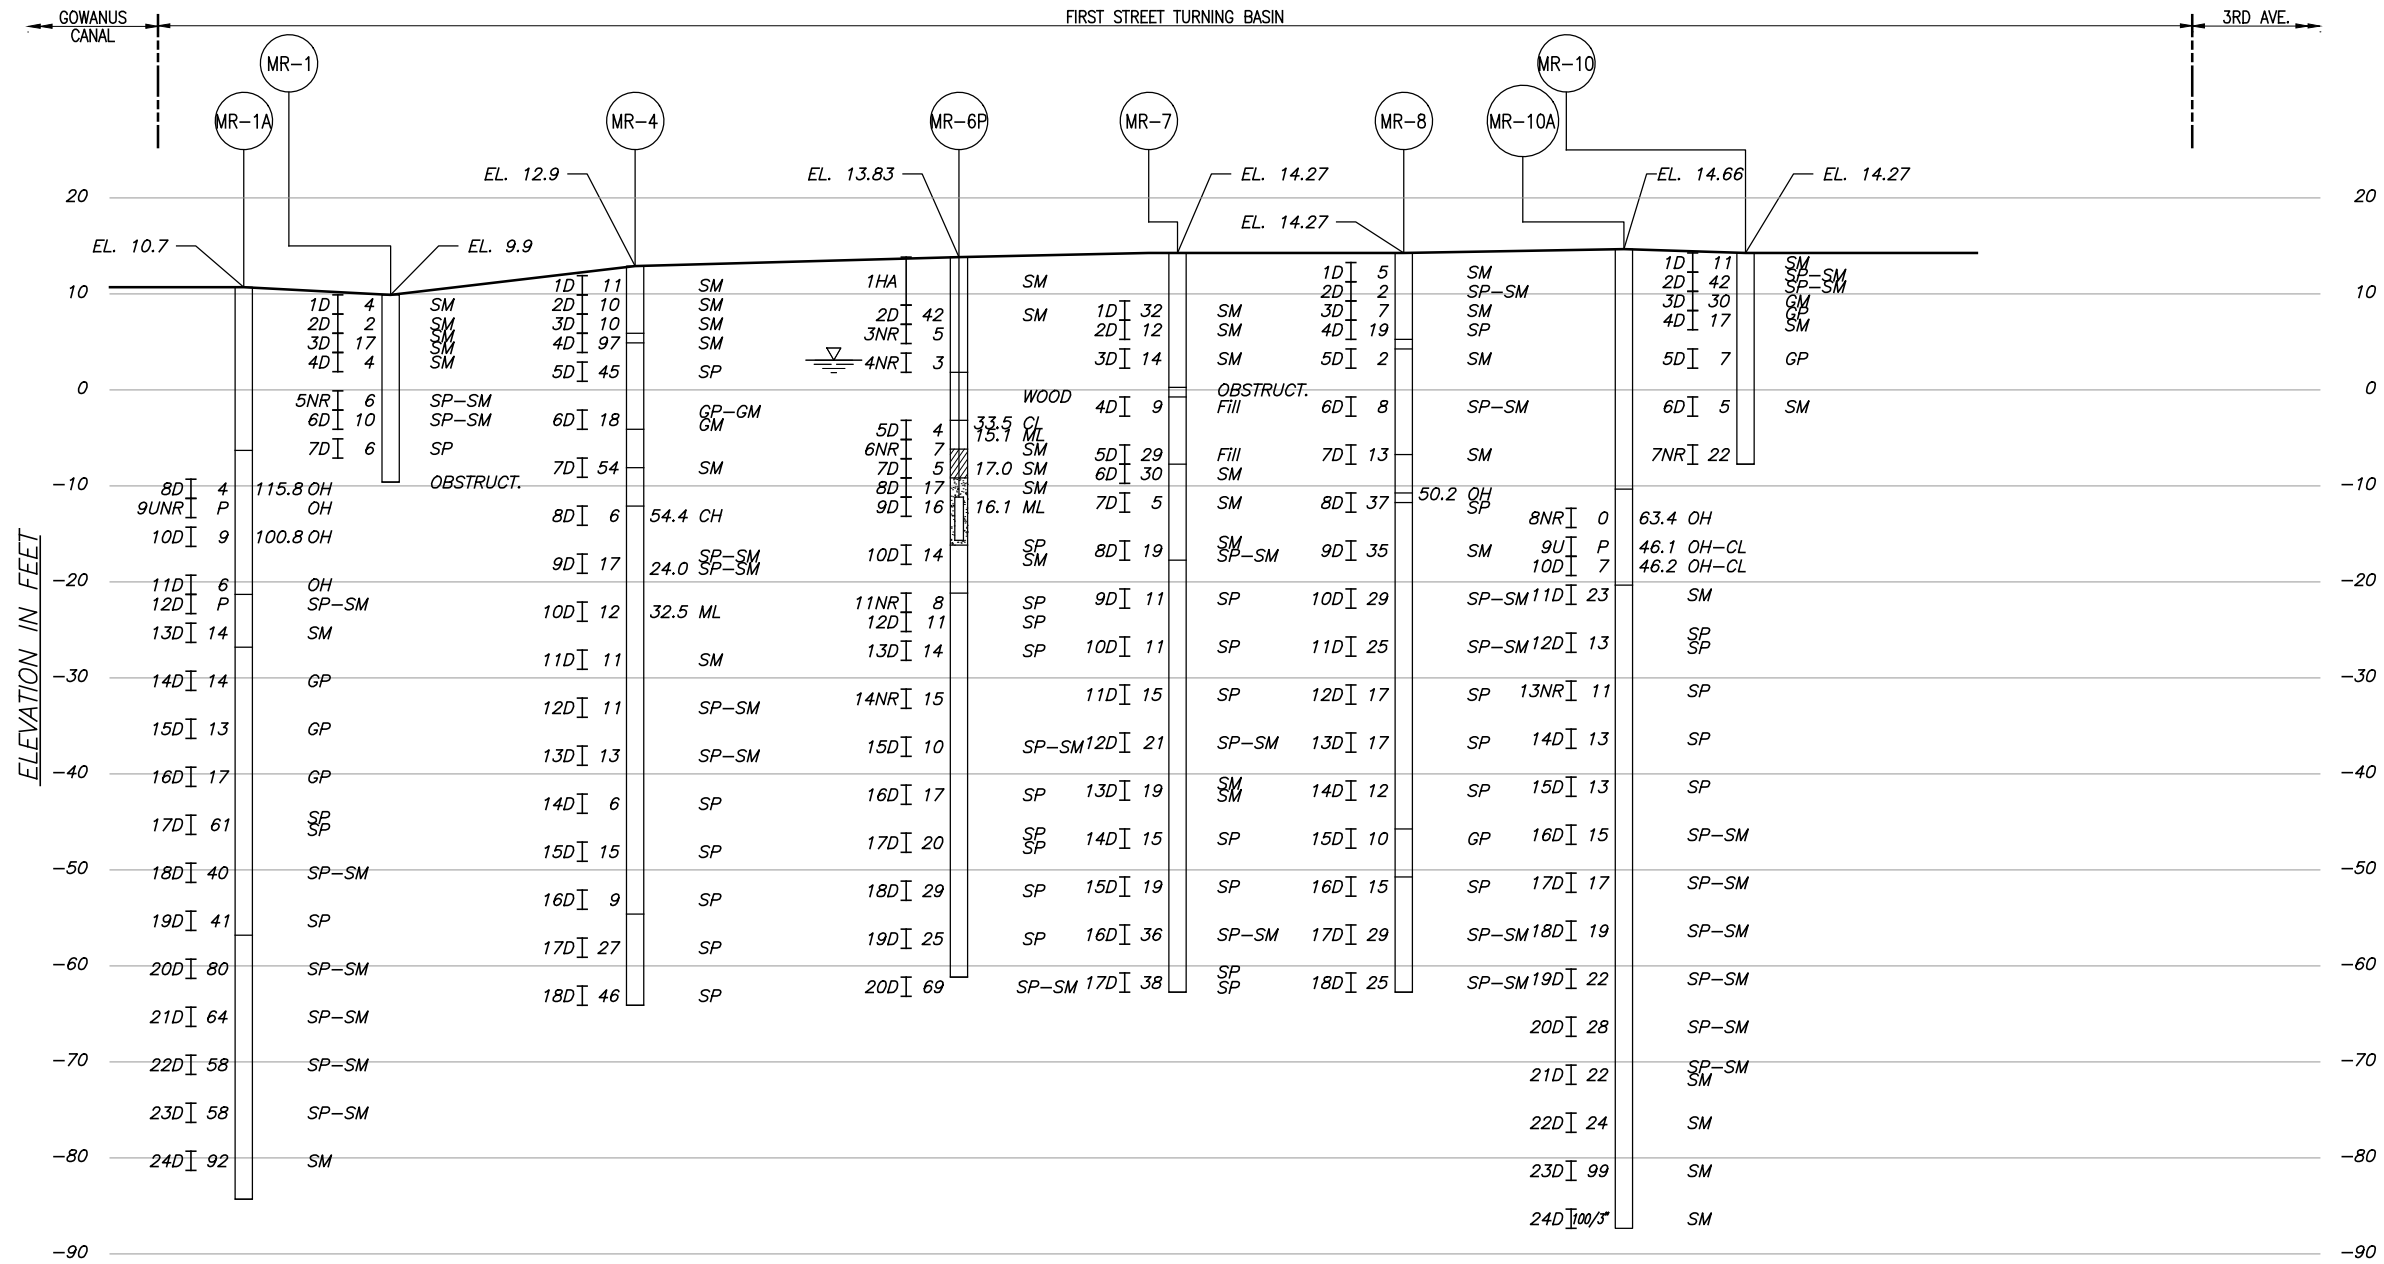 GOWANUS
CANAL
FIRST STREET TURNING BASIN
3RD AVE.
MR-1
MR-10
MR-1A
MR-4
MR-6P
MR-7
MR-8
MR-10A
EL. 10.7
EL. 9.9
EL. 12.9
EL. 13.83
EL. 14.27
EL. 14.27
EL. 14.66
EL. 14.27
ELEVATION IN FEET
20
10
0
-10
-20
-30
-40
-50
-60
-70
-80
-90
8D 4 115.8 OH
9UNR P OH
10D 9 100.8 OH
11D 6 OH
12D P SP-SM
13D 14 SM
14D 14 GP
15D 13 GP
16D 17 GP
17D 61 SP
SP
18D 40 SP-SM
19D 41 SP
20D 80 SP-SM
21D 64 SP-SM
22D 58 SP-SM
23D 58 SP-SM
24D 92 SM
1D 4 SM
2D 2 SM
SM
3D 17 SM
4D 4 SM
5NR 6 SP-SM
6D 10 SP-SM
7D 6 SP
OBSTRUCT.
1D 11 SM
2D 10 SM
3D 10 SM
4D 97 SM
5D 45 SP
6D 18 GP-GM
GM
7D 54 SM
8D 6 54.4 CH
9D 17 SP-SM
24.0 SP-SM
10D 12 32.5 ML
11D 11 SM
12D 11 SP-SM
13D 13 SP-SM
14D 6 SP
15D 15 SP
16D 9 SP
17D 27 SP
18D 46 SP
1HA SM
2D 42 SM
3NR 5
4NR 3
WOOD
33.5 CL
5D 4 15.1 ML
6NR 7 SM
7D 5 17.0 SM
8D 17 SM
9D 16 16.1 ML
10D 14 SP
SM
11NR 8 SP
12D 11 SP
13D 14 SP
14NR 15
15D 10 SP-SM
16D 17 SP
17D 20 SP
SP
18D 29 SP
19D 25 SP
20D 69 SP-SM
1D 32 SM
2D 12 SM
3D 14 SM
OBSTRUCT.
4D 9 Fill
5D 29 Fill
6D 30 SM
7D 5 SM
8D 19 SM
SP-SM
9D 11 SP
10D 11 SP
11D 15 SP
12D 21 SP-SM
13D 19 SM
SM
14D 15 SP
15D 19 SP
16D 36 SP-SM
17D 38 SP
SP
1D 5 SM
2D 2 SP-SM
3D 7 SM
4D 19 SP
5D 2 SM
6D 8 SP-SM
7D 13 SM
8D 37 50.2 OH
SP
9D 35 SM
10D 29 SP-SM
11D 25 SP-SM
12D 17 SP
13D 17 SP
14D 12 SP
15D 10 GP
16D 15 SP
17D 29 SP-SM
18D 25 SP-SM
8NR 0 63.4 OH
9U P 46.1 OH-CL
10D 7 46.2 OH-CL
11D 23 SM
12D 13 SP
SP
13NR 11 SP
14D 13 SP
15D 13 SP
16D 15 SP-SM
17D 17 SP-SM
18D 19 SP-SM
19D 22 SP-SM
20D 28 SP-SM
21D 22 SP-SM
SM
22D 24 SM
23D 99 SM
24D 100/3" SM
1D 11 SM
SP-SM
2D 42 SP-SM
3D 30 GM
GP
4D 17 SM
5D 7 GP
6D 5 SM
7NR 22
20
10
0
-10
-20
-30
-40
-50
-60
-70
-80
-90